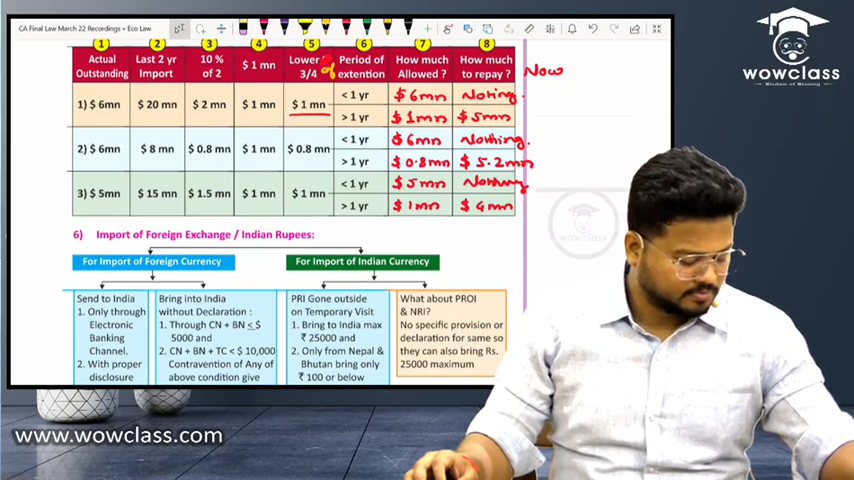 CA Final Law March 22 Recordings » Eco Law
wowclass
Wisdom of Winning
1 2 3 4 5 6 7 8
Actual Outstanding | Last 2 yr Import | 10 % of 2 | $ 1 mn | Lower 3/4 | Period of extention | How much Allowed ? | How much to repay ?
Now
1) $ 6mn | $ 20 mn | $ 2 mn | $ 1 mn | $ 1 mn | < 1 yr | $ 6mn | Noting.
> 1 yr | $ 1mn | $ 5mn
2) $ 6mn | $ 8 mn | $ 0.8 mn | $ 1 mn | $ 0.8 mn | < 1 yr | $ 6mn | Nothing.
> 1 yr | $ 0.8mn | $ 5.2mn
3) $ 5mn | $ 15 mn | $ 1.5 mn | $ 1 mn | $ 1 mn | < 1 yr | $ 5mn | Nothing
> 1 yr | $ 1mn | $ 4mn
wowclass
6) Import of Foreign Exchange / Indian Rupees:
For Import of Foreign Currency
For Import of Indian Currency
Send to India
1. Only through
Electronic
Banking
Channel.
2. With proper
disclosure
Bring into India
without Declaration :
1. Through CN + BN < $
5000 and
2. CN + BN + TC < $ 10,000
Contravention of Any of
above condition give
PRI Gone outside
on Temporary Visit
1. Bring to India max
₹ 25000 and
2. Only from Nepal &
Bhutan bring only
₹ 100 or below
What about PROI
& NRI?
No specific provision or
declaration for same so
they can also bring Rs.
25000 maximum
www.wowclass.com